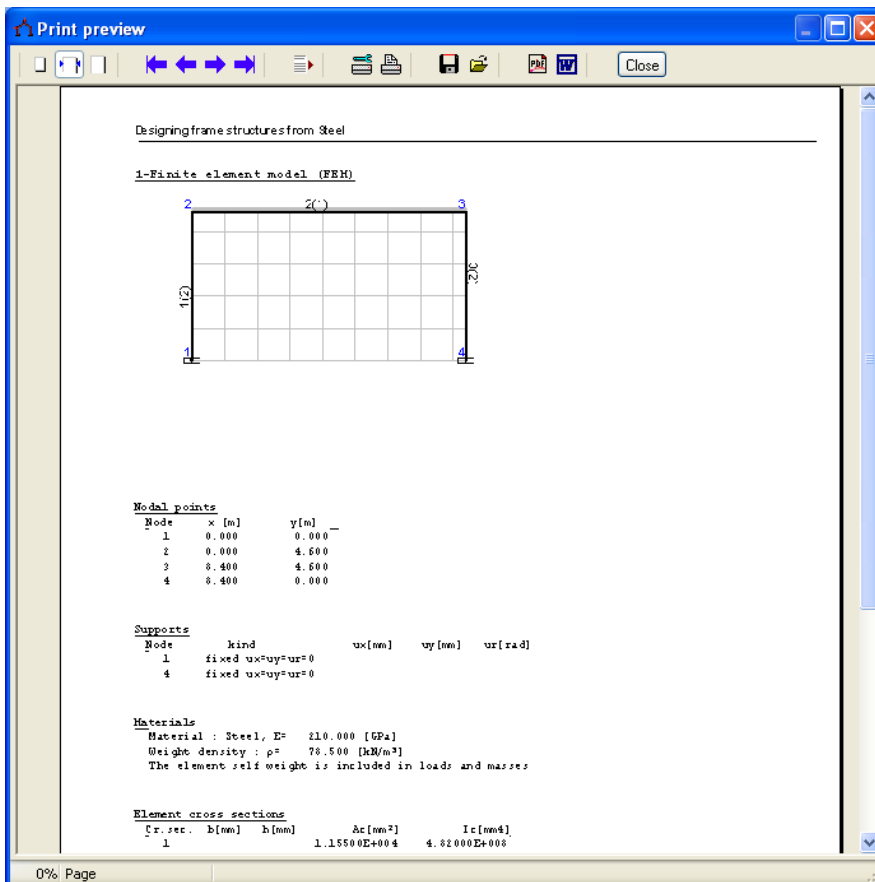 Print preview
PDF W Close
Designing frame structures from Steel
1-Finite element model (FEM)
2 2(1) 3
1(2)
1 4
Nodal points
Node x [m] y[m]
1 0.000 0.000
2 0.000 4.600
3 8.400 4.600
4 8.400 0.000
Supports
Node kind ux[mm] uy[mm] ur[rad]
1 fixed ux=uy=ur=0
4 fixed ux=uy=ur=0
Materials
Material : Steel, E= 210.000 [GPa]
Weight density : ρ= 78.500 [kN/m³]
The element self weight is included in loads and masses
Element cross sections
Cr.sec. b[mm] h[mm] Ac[mm²] Ic[mm4]
1 1.15500E+004 4.82000E+008
0% Page